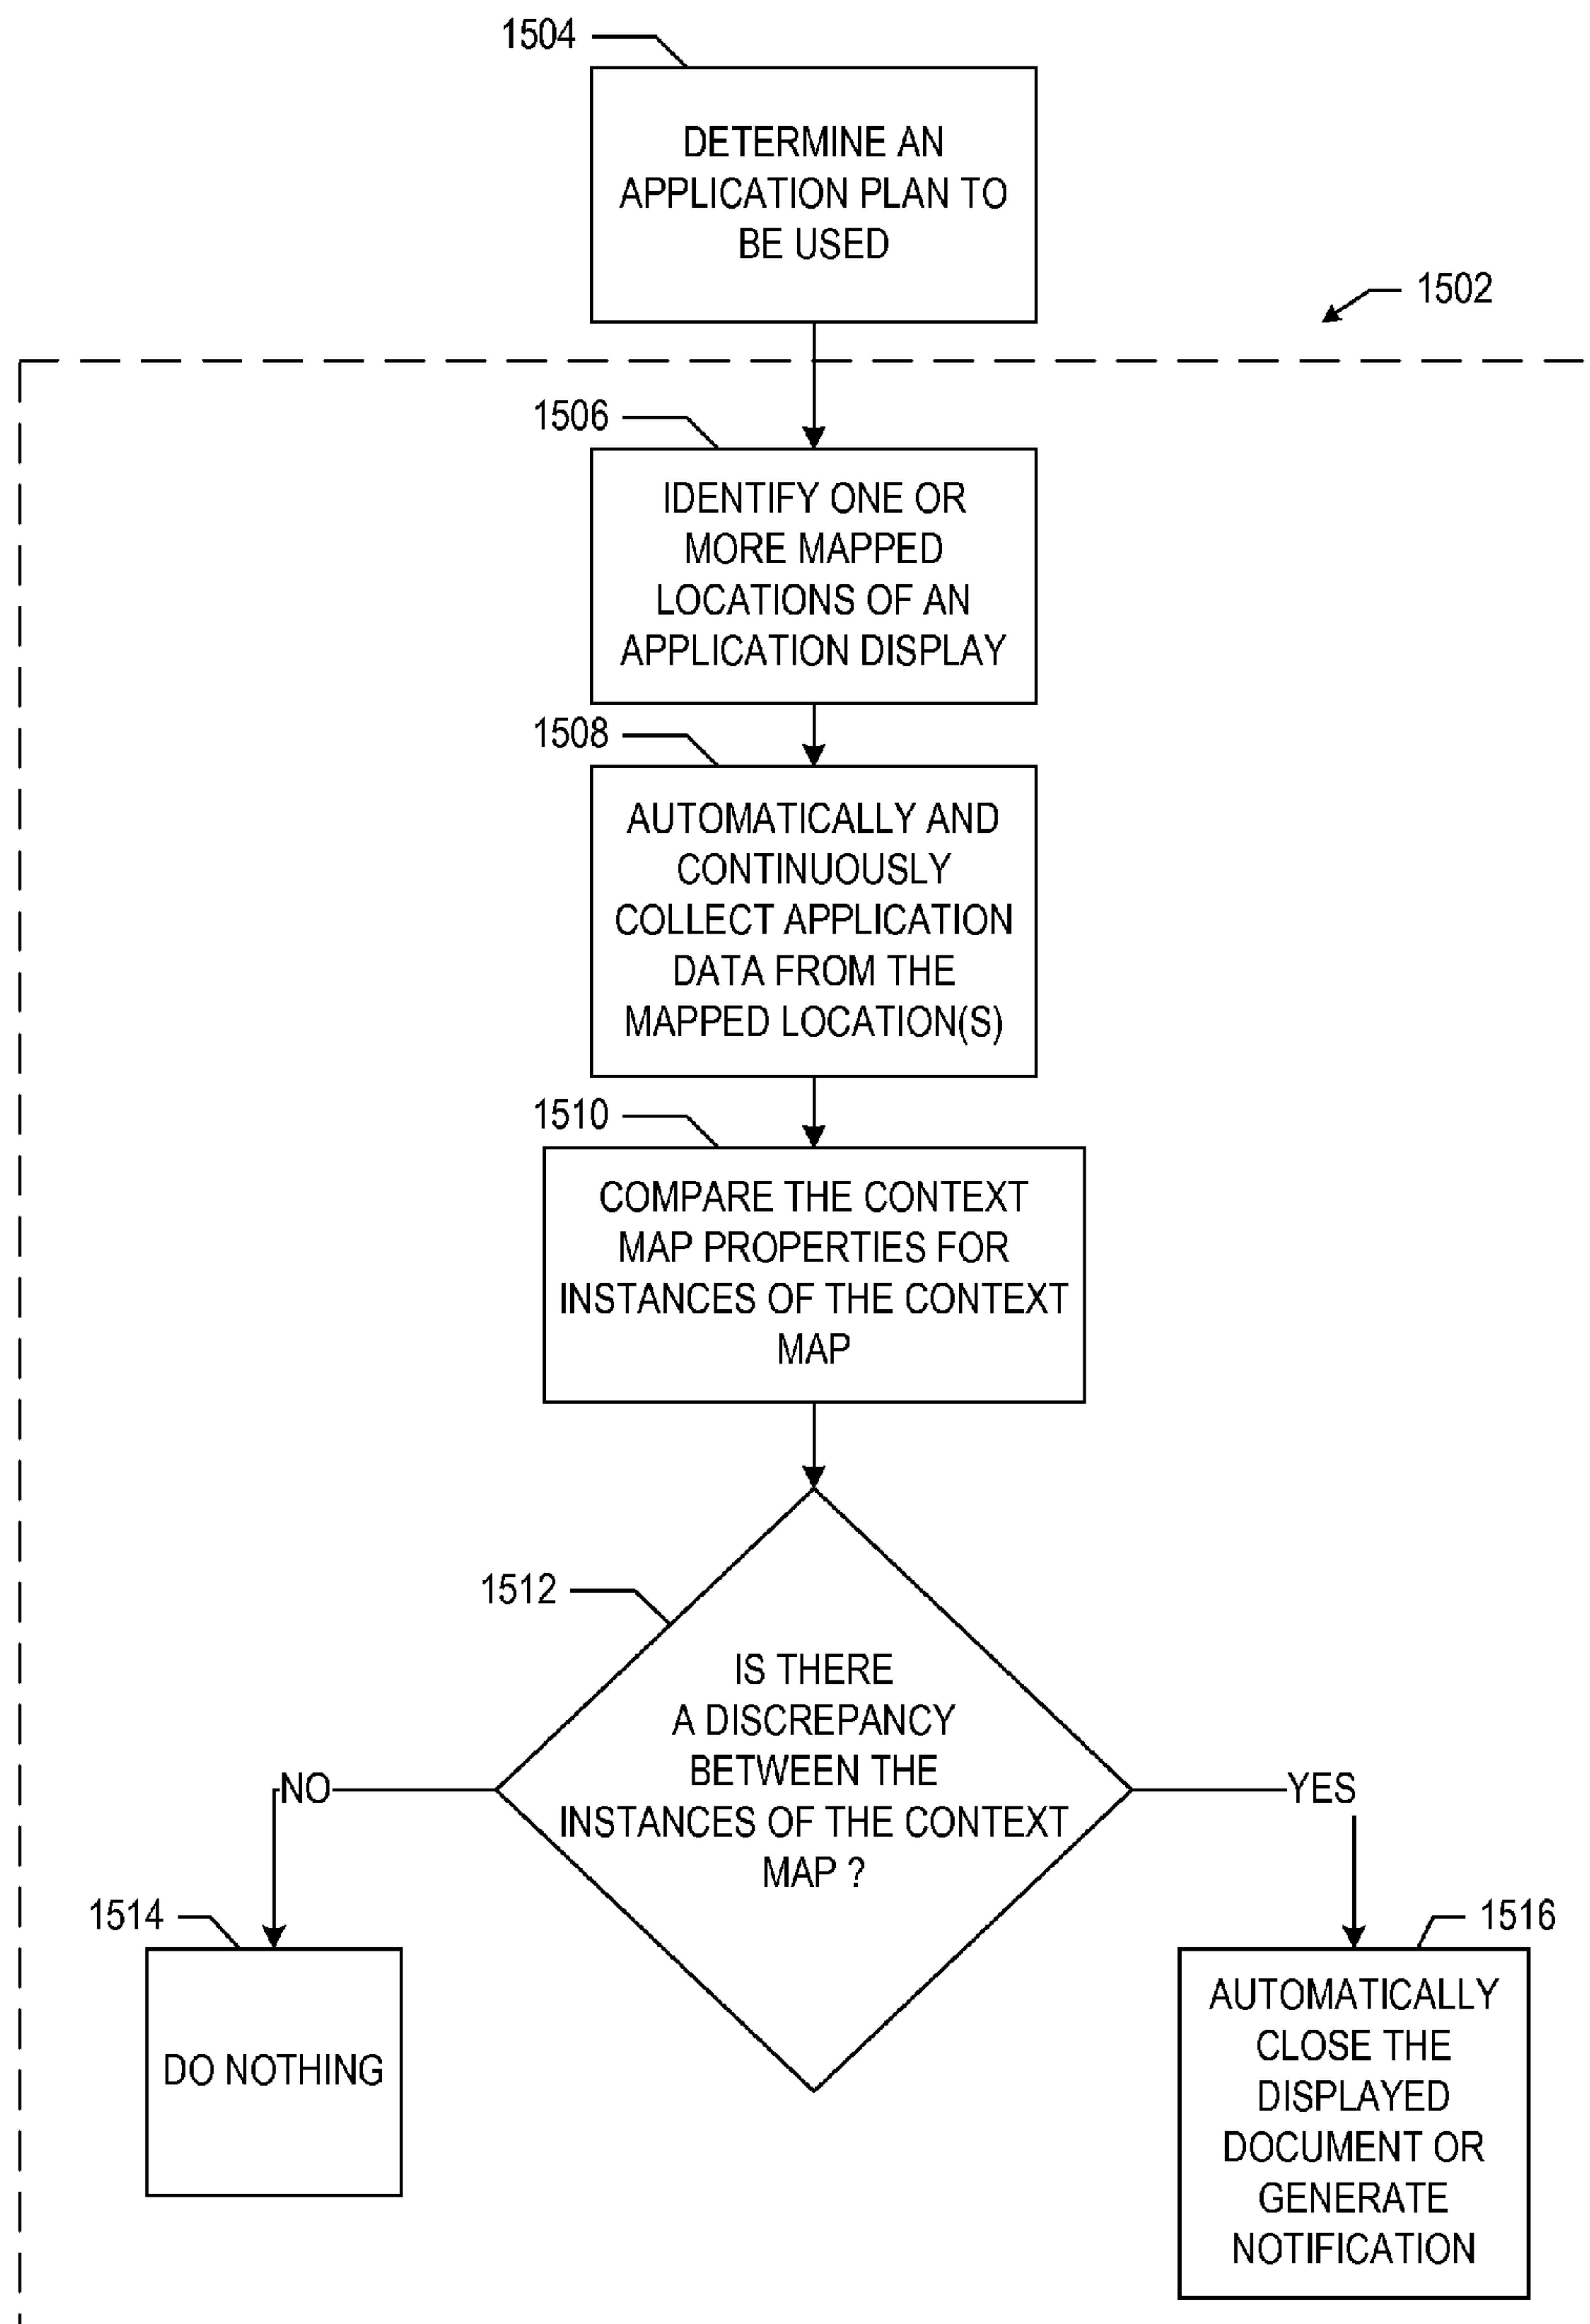 1504
DETERMINE AN
APPLICATION PLAN TO
BE USED
1502
1506
IDENTIFY ONE OR
MORE MAPPED
LOCATIONS OF AN
APPLICATION DISPLAY
1508
AUTOMATICALLY AND
CONTINUOUSLY
COLLECT APPLICATION
DATA FROM THE
MAPPED LOCATION(S)
1510
COMPARE THE CONTEXT
MAP PROPERTIES FOR
INSTANCES OF THE CONTEXT
MAP
1512
IS THERE
A DISCREPANCY
BETWEEN THE
INSTANCES OF THE CONTEXT
MAP ?
NO
YES
1514
DO NOTHING
1516
AUTOMATICALLY
CLOSE THE
DISPLAYED
DOCUMENT OR
GENERATE
NOTIFICATION